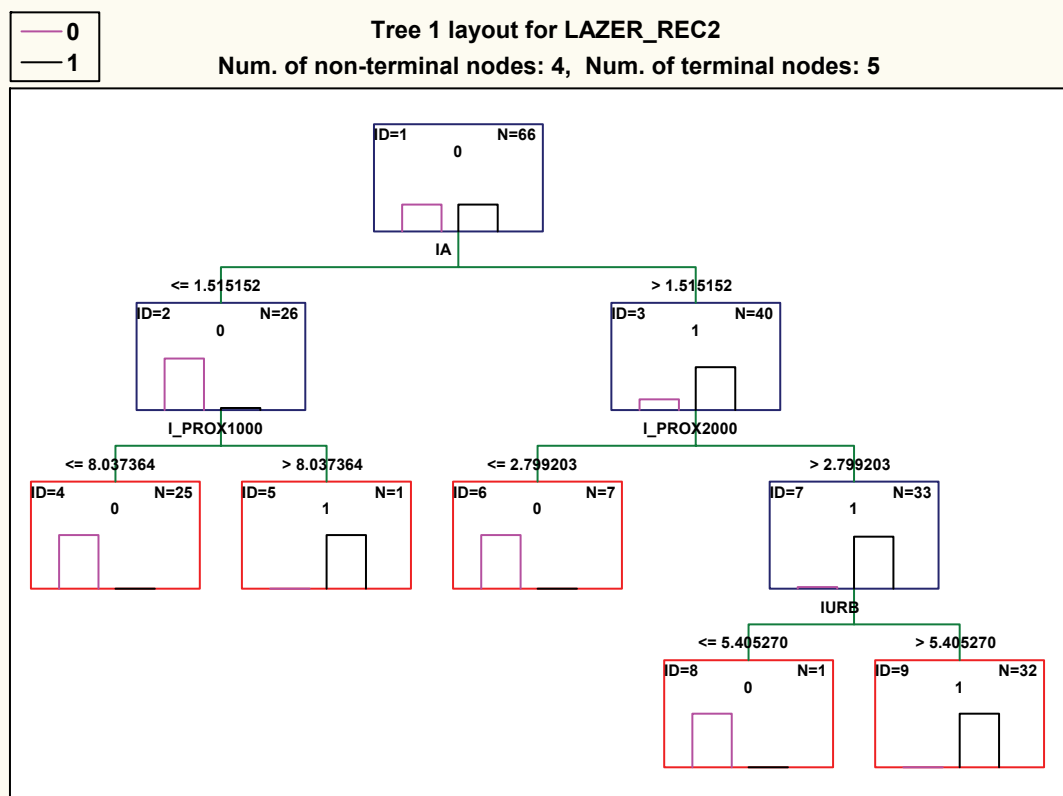 0
1
Tree 1 layout for LAZER_REC2
Num. of non-terminal nodes: 4,  Num. of terminal nodes: 5
ID=1 N=66
0
IA
<= 1.515152 > 1.515152
ID=2 N=26 ID=3 N=40
0 1
I_PROX1000 I_PROX2000
<= 8.037364 > 8.037364 <= 2.799203 > 2.799203
ID=4 N=25 ID=5 N=1 ID=6 N=7 ID=7 N=33
0 1 0 1
IURB
<= 5.405270 > 5.405270
ID=8 N=1 ID=9 N=32
0 1